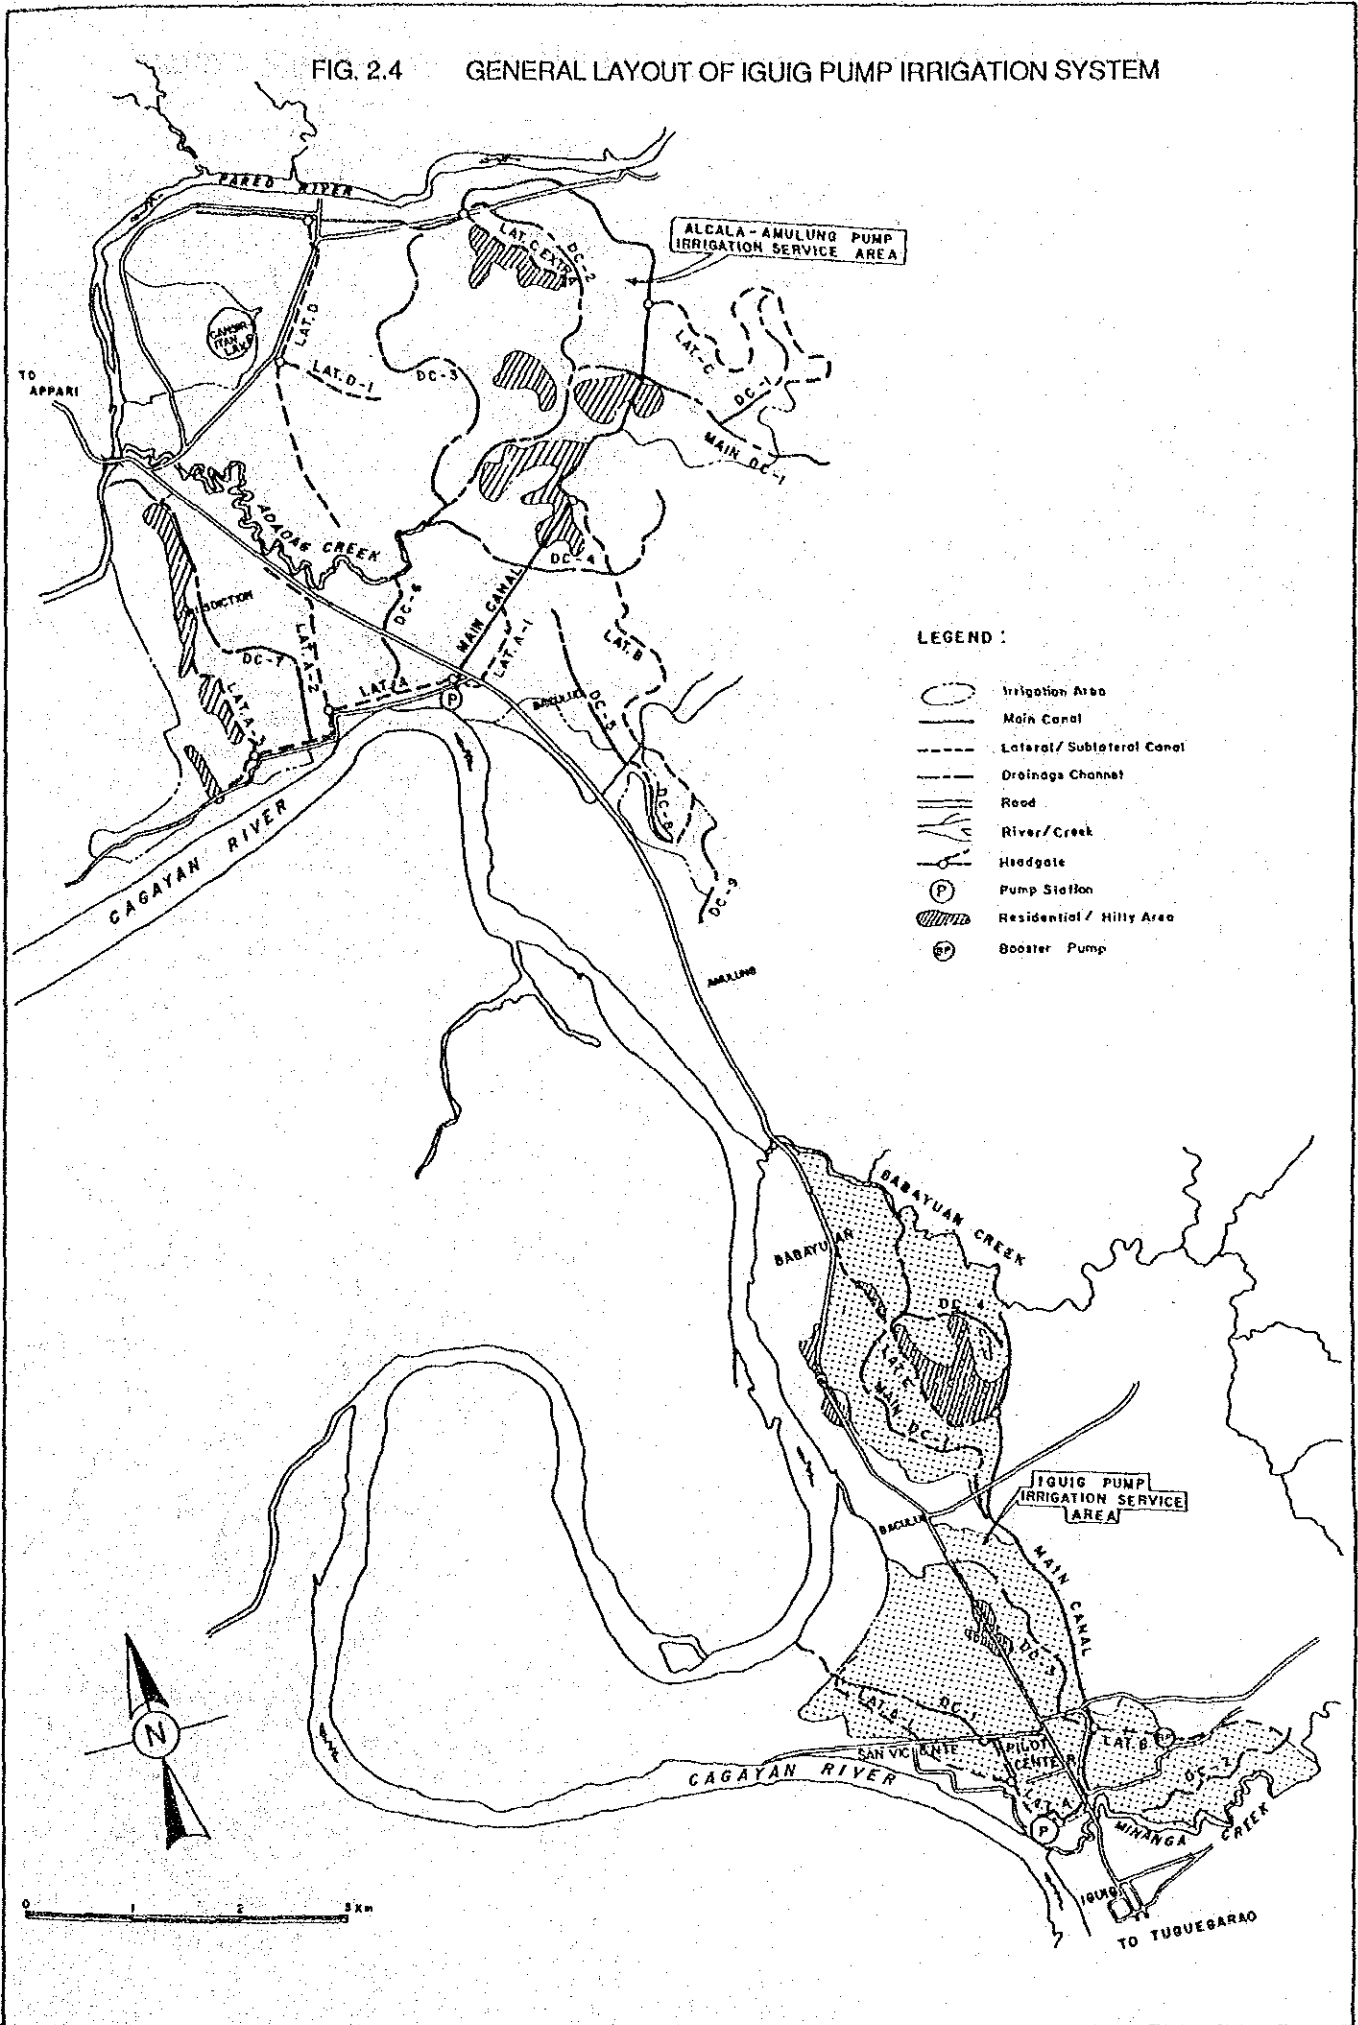 FIG. 2.4 GENERAL LAYOUT OF IGUIG PUMP IRRIGATION SYSTEM
PARED RIVER
ALCALA-AMULUNG PUMP
IRRIGATION SERVICE AREA
LAT. C EXTRA
DC-2
LAT. D
LAKE
LAT. D-1
DC-3
LAT.-C
DC-1
MAIN DC-1
TO
APPARI
ADADAG CREEK
DC-4
DC-6
MAIN CANAL
LAT. A-1
LAT. B
LAT. A-2
DC-7
LAT. A
LAT. A-3
P
DC-5
DC-8
DC-9
CAGAYAN RIVER
AMULUNG
LEGEND :
Irrigation Area
Main Canal
Lateral / Sublateral Canal
Drainage Channel
Road
River/Creek
Headgate
P Pump Station
Residential / Hilly Area
BP Booster Pump
BABAYUAN CREEK
BABAYUAN
DC-4
LAT. E
MAIN DC-1
IGUIG PUMP
IRRIGATION SERVICE
AREA
BACULUD
MAIN CANAL
DC-3
LAT. A
DC-1
SAN VICENTE
PILOT
CENTER
LAT. B
BP
DC-2
LAT. A
P
MINANGA CREEK
CAGAYAN RIVER
IGUIG
TO TUGUEGARAO
N
0 1 2 3 Km